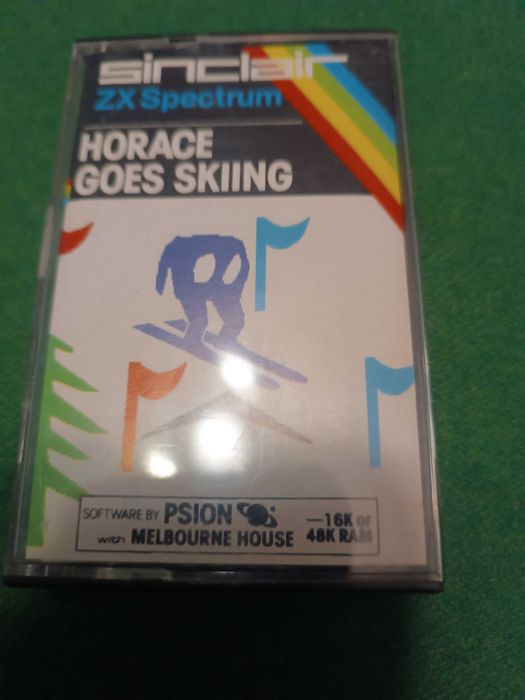 sinclair
ZX Spectrum
HORACE
GOES SKIING
SOFTWARE BY PSION
with MELBOURNE HOUSE
—16K or
48K RAM